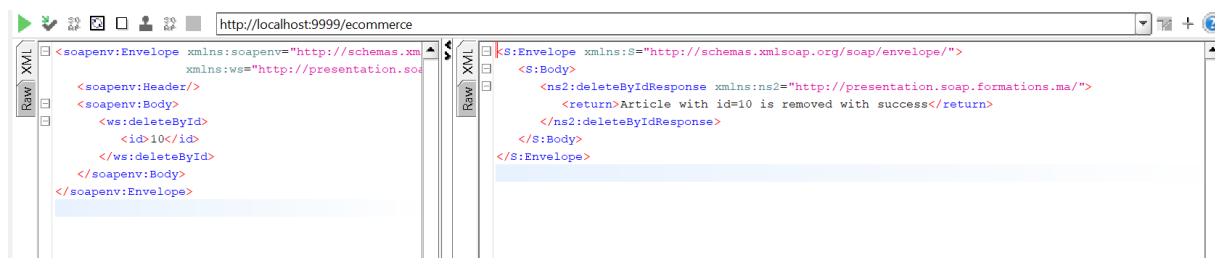 http://localhost:9999/ecommerce
XML
Raw
<soapenv:Envelope xmlns:soapenv="http://schemas.xm
xmlns:ws="http://presentation.soa
<soapenv:Header/>
<soapenv:Body>
<ws:deleteById>
<id>10</id>
</ws:deleteById>
</soapenv:Body>
</soapenv:Envelope>
XML
Raw
<S:Envelope xmlns:S="http://schemas.xmlsoap.org/soap/envelope/">
<S:Body>
<ns2:deleteByIdResponse xmlns:ns2="http://presentation.soap.formations.ma/">
<return>Article with id=10 is removed with success</return>
</ns2:deleteByIdResponse>
</S:Body>
</S:Envelope>